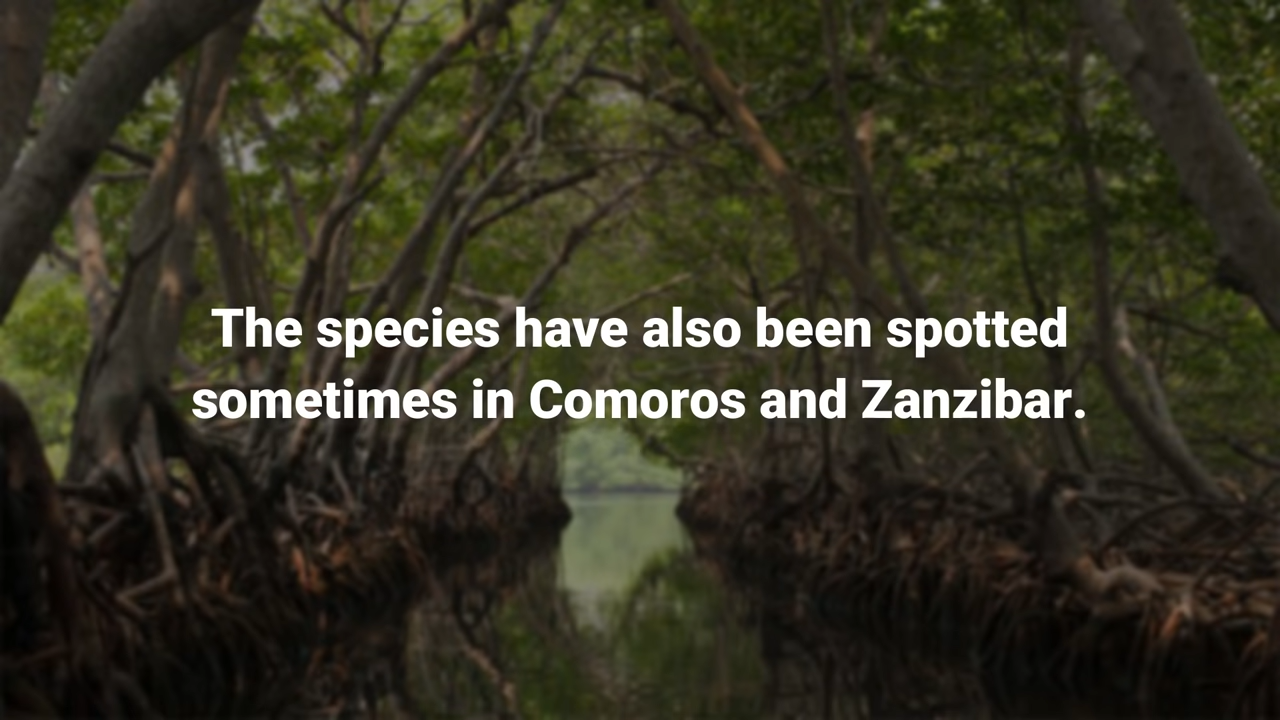 The species have also been spotted
sometimes in Comoros and Zanzibar.